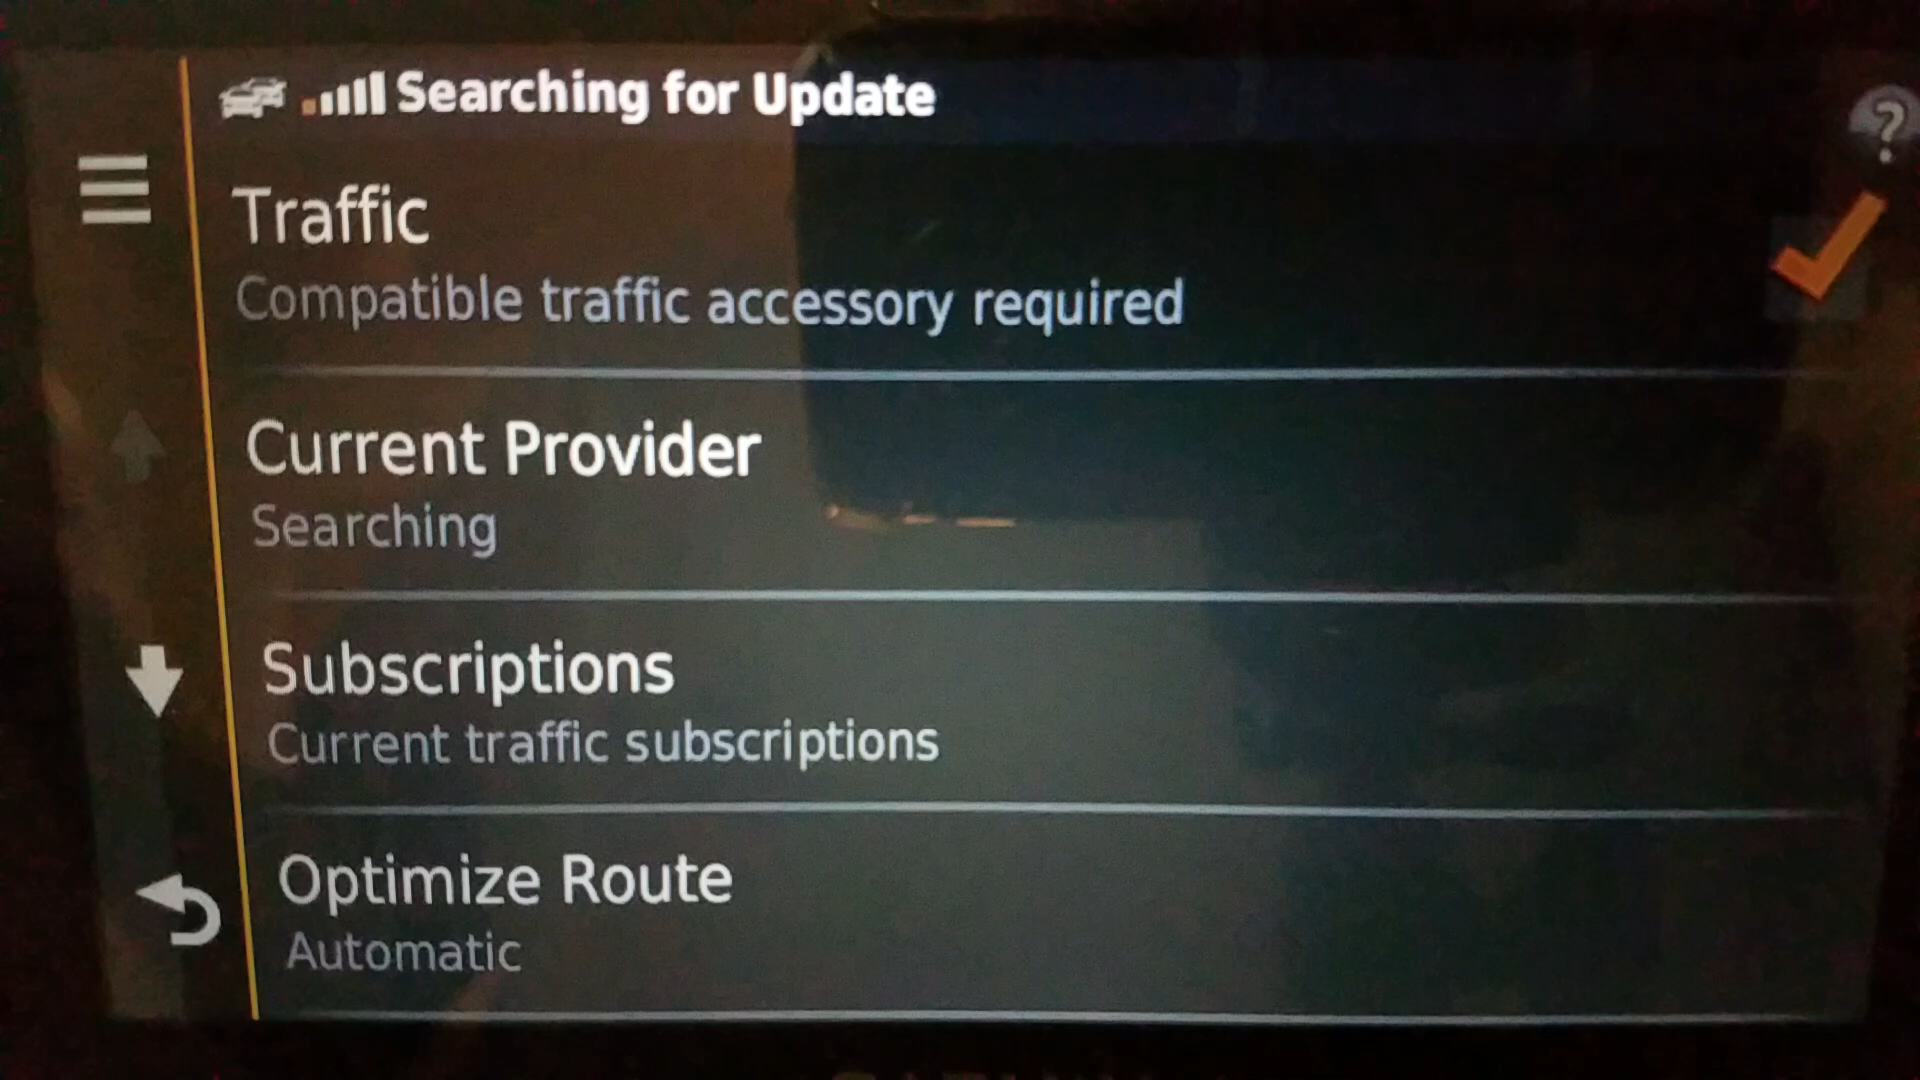 Searching for Update
?
Traffic
Compatible traffic accessory required
Current Provider
Searching
Subscriptions
Current traffic subscriptions
Optimize Route
Automatic